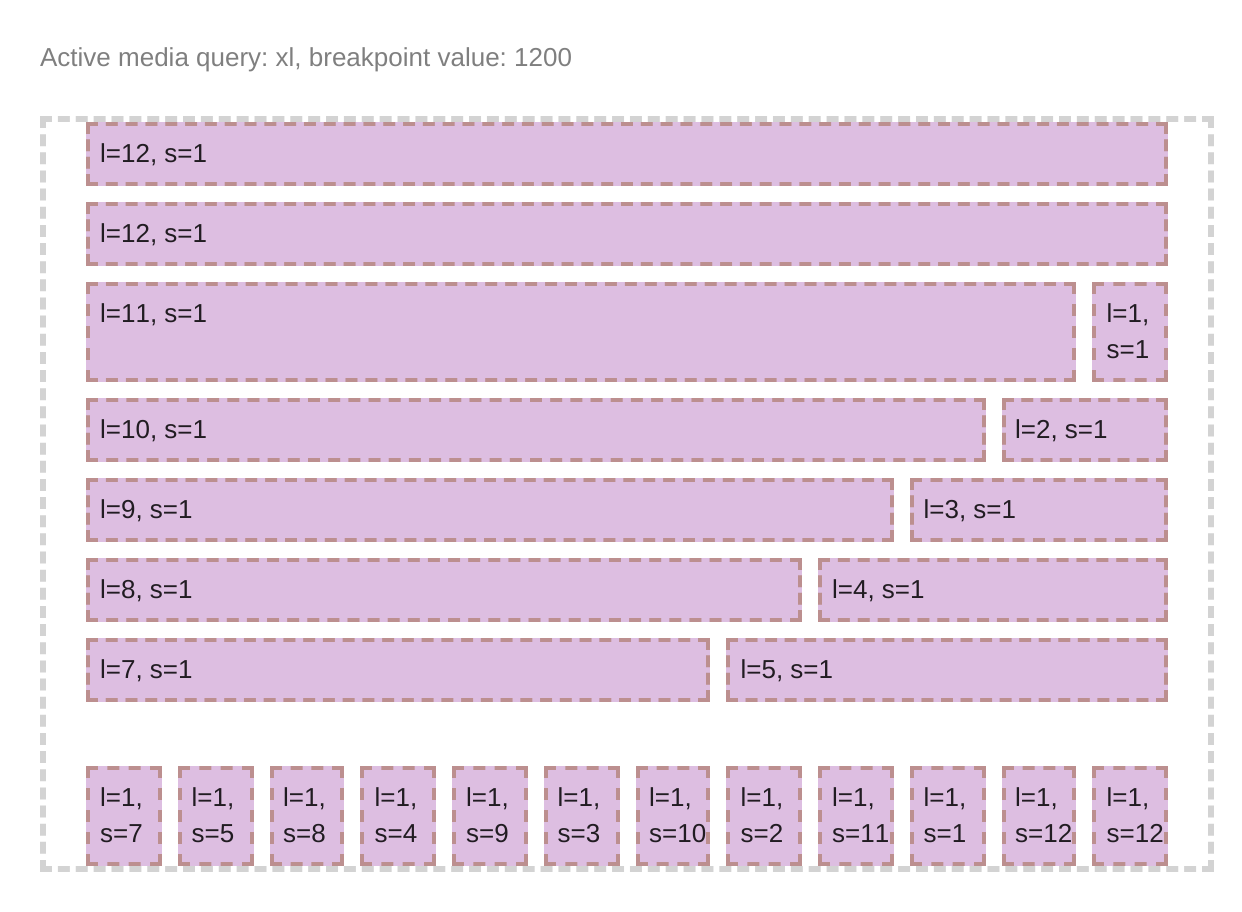 Active media query: xl, breakpoint value: 1200
l=12, s=1
l=12, s=1
l=11, s=1
l=1,
s=1
l=10, s=1
l=2, s=1
l=9, s=1
l=3, s=1
l=8, s=1
l=4, s=1
l=7, s=1
l=5, s=1
l=1,
s=7
l=1,
s=5
l=1,
s=8
l=1,
s=4
l=1,
s=9
l=1,
s=3
l=1,
s=10
l=1,
s=2
l=1,
s=11
l=1,
s=1
l=1,
s=12
l=1,
s=12